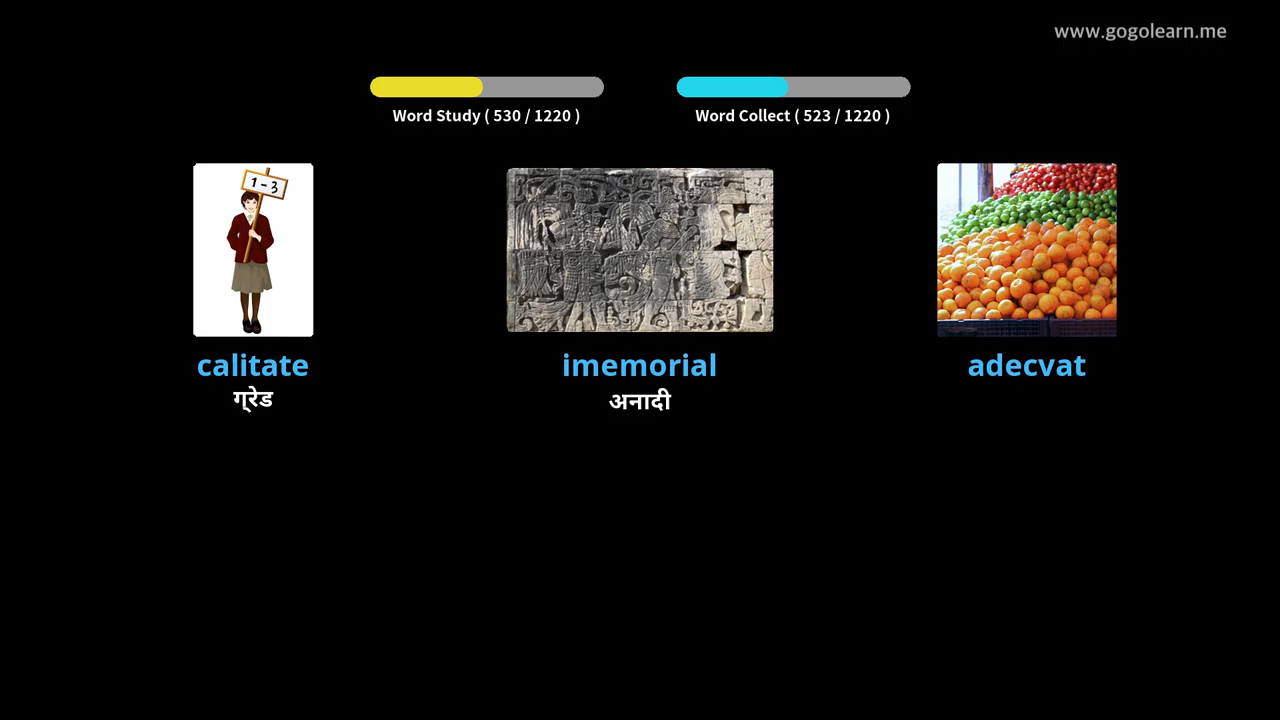 www.gogolearn.me
Word Study ( 530 / 1220 )
Word Collect ( 523 / 1220 )
1-3
calitate
ग्रेड
imemorial
अनादी
adecvat